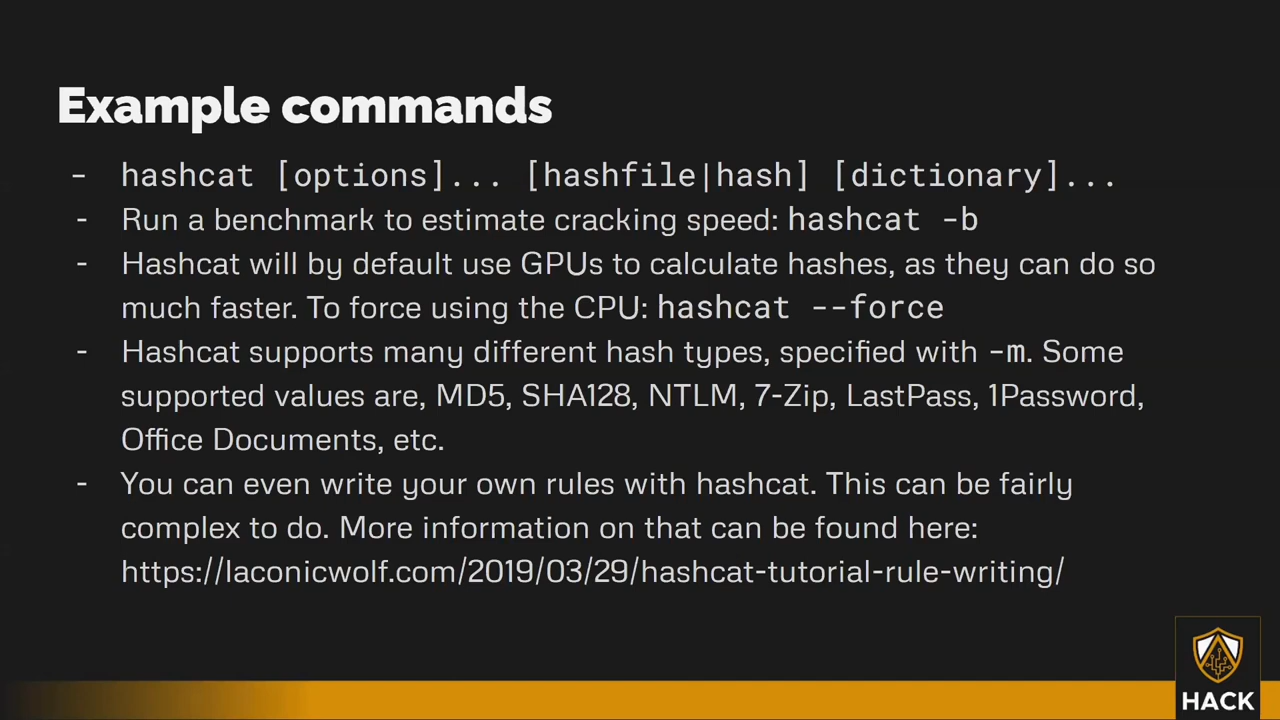 Example commands
- hashcat [options]... [hashfile|hash] [dictionary]...
- Run a benchmark to estimate cracking speed: hashcat -b
- Hashcat will by default use GPUs to calculate hashes, as they can do so
much faster. To force using the CPU: hashcat --force
- Hashcat supports many different hash types, specified with -m. Some
supported values are, MD5, SHA128, NTLM, 7-Zip, LastPass, 1Password,
Office Documents, etc.
- You can even write your own rules with hashcat. This can be fairly
complex to do. More information on that can be found here:
https://laconicwolf.com/2019/03/29/hashcat-tutorial-rule-writing/
HACK